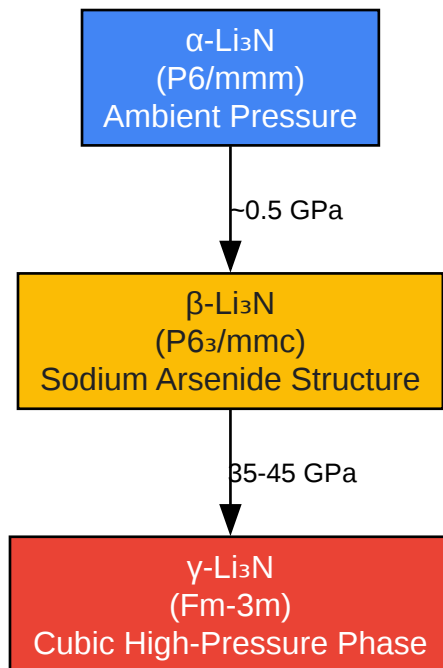 α-Li₃N
(P6/mmm)
Ambient Pressure
~0.5 GPa
β-Li₃N
(P6₃/mmc)
Sodium Arsenide Structure
35-45 GPa
γ-Li₃N
(Fm-3m)
Cubic High-Pressure Phase